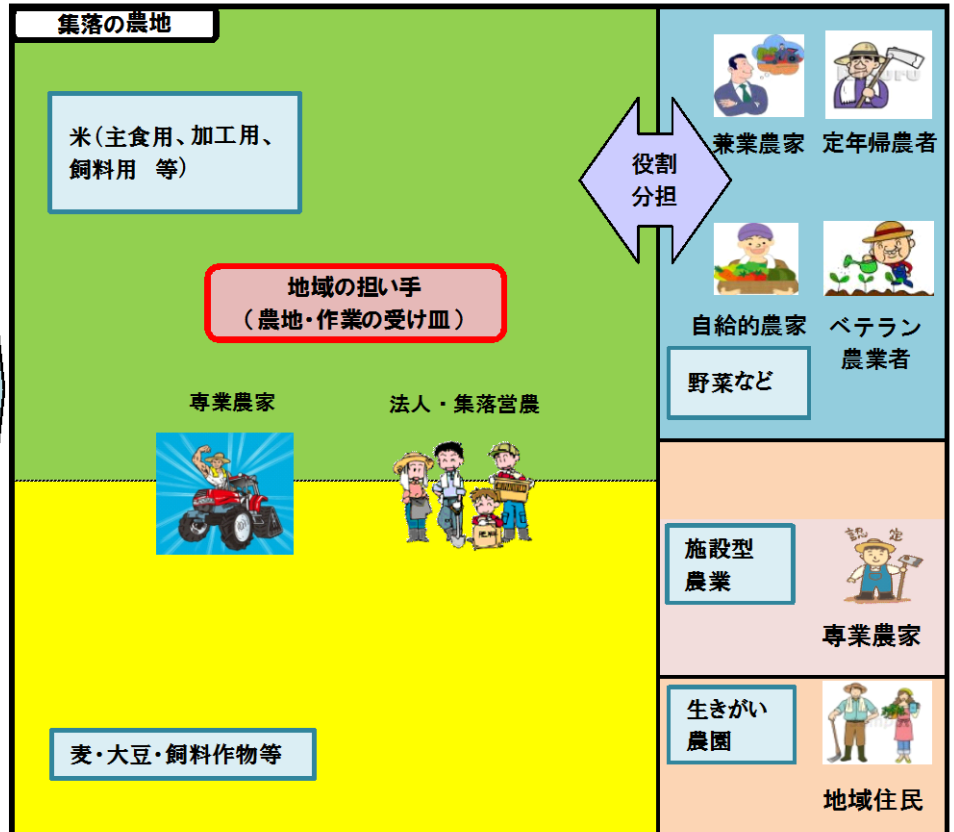 集落の農地
米(主食用、加工用、
飼料用 等)
役割
分担
兼業農家
定年帰農者
自給的農家
ベテラン
農業者
野菜など
地域の担い手
(農地・作業の受け皿)
専業農家
法人・集落営農
施設型
農業
認定
専業農家
麦・大豆・飼料作物等
生きがい
農園
地域住民